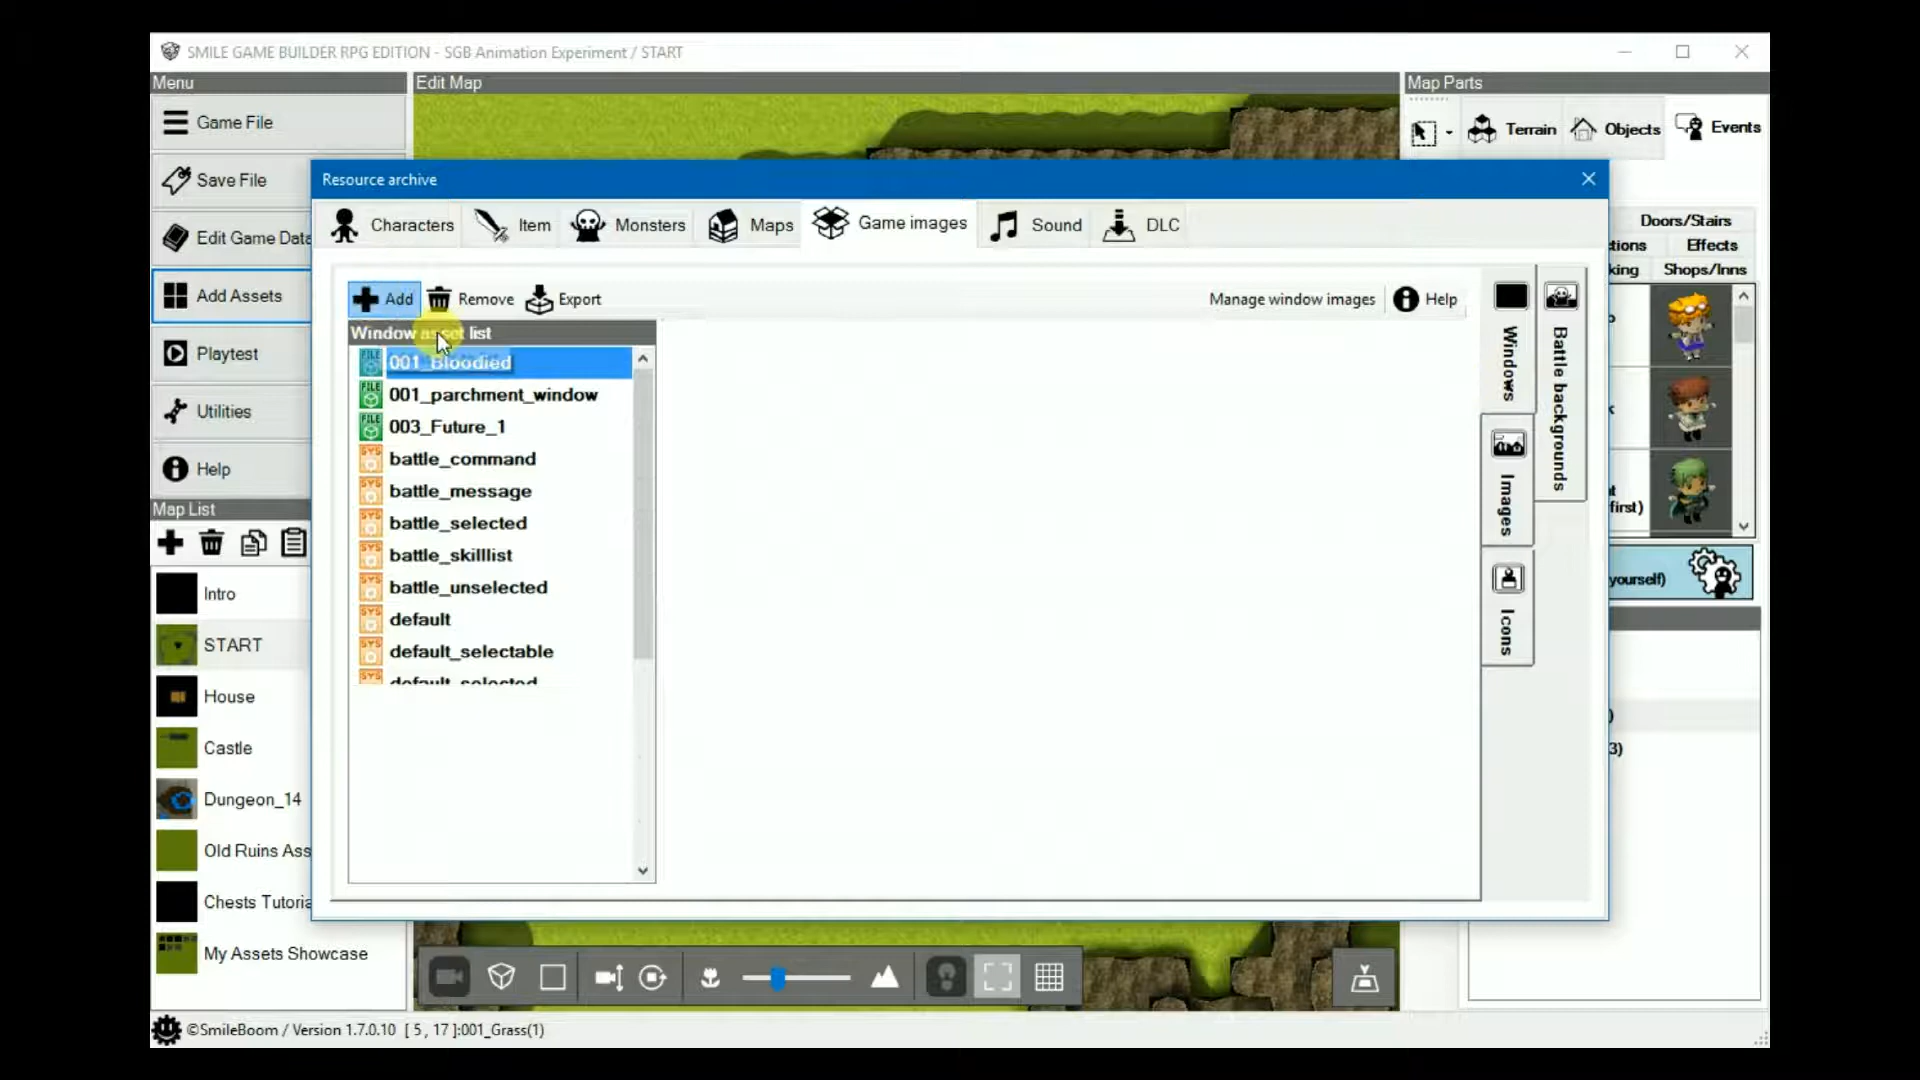 SMILE GAME BUILDER RPG EDITION - SGB Animation Experiment / START
Menu
Edit Map
Map Parts
Game File
Save File
Edit Game Data
Add Assets
Playtest
Utilities
Help
Terrain
Objects
Events
Doors/Stairs
Effects
Shops/Inns
first)
yourself)
3)
Resource archive
Characters
Item
Monsters
Maps
Game images
Sound
DLC
Add
Remove
Export
Manage window images
Help
Window asset list
001_Bloodied
001_parchment_window
003_Future_1
battle_command
battle_message
battle_selected
battle_skilllist
battle_unselected
default
default_selectable
default_selected
Windows
Images
Icons
Battle backgrounds
Map List
Intro
START
House
Castle
Dungeon_14
Old Ruins Ass
Chests Tutoria
My Assets Showcase
©SmileBoom / Version 1.7.0.10 [ 5 , 17 ]:001_Grass(1)